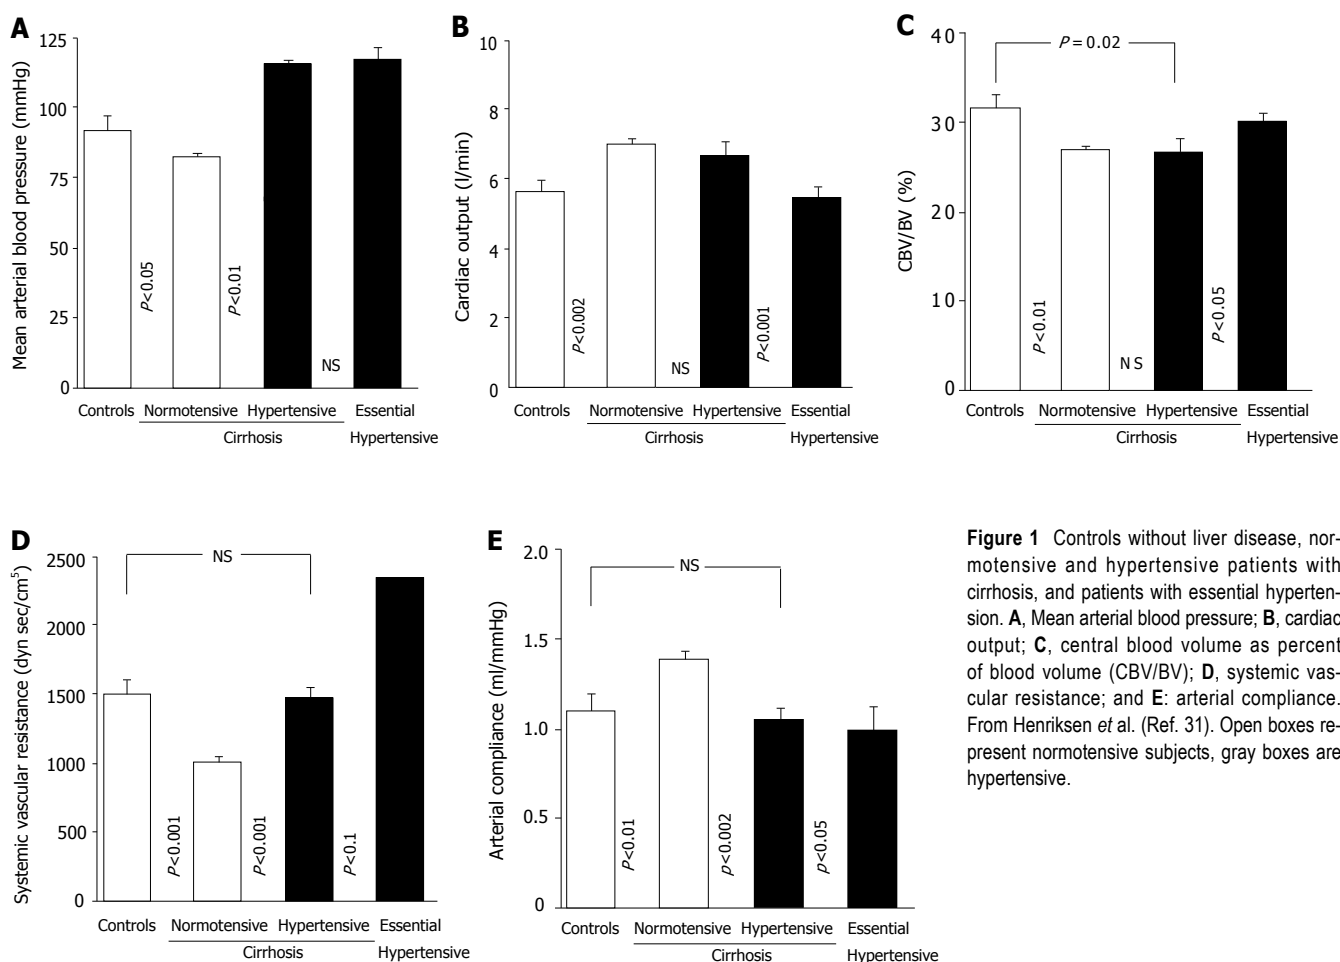 A
Mean arterial blood pressure (mmHg)
125
100
75
50
25
0
P<0.05
P<0.01
NS
Controls Normotensive Hypertensive Essential
Cirrhosis Hypertensive
B
Cardiac output (l/min)
10
8
6
4
2
0
P<0.002
NS
P<0.001
Controls Normotensive Hypertensive Essential
Cirrhosis Hypertensive
C
CBV/BV (%)
40
30
20
10
0
P=0.02
P<0.01
NS
P<0.05
Controls Normotensive Hypertensive Essential
Cirrhosis Hypertensive
D
Systemic vascular resistance (dyn sec/cm⁵)
2500
2000
1500
1000
500
0
NS
P<0.001
P<0.001
P<0.1
Controls Normotensive Hypertensive Essential
Cirrhosis Hypertensive
E
Arterial compliance (ml/mmHg)
2.0
1.5
1.0
0.5
0
NS
P<0.01
p<0.002
p<0.05
Controls Normotensive Hypertensive Essential
Cirrhosis Hypertensive
Figure 1 Controls without liver disease, nor-
motensive and hypertensive patients with
cirrhosis, and patients with essential hyperten-
sion. A, Mean arterial blood pressure; B, cardiac
output; C, central blood volume as percent
of blood volume (CBV/BV); D, systemic vas-
cular resistance; and E: arterial compliance.
From Henriksen et al. (Ref. 31). Open boxes re-
present normotensive subjects, gray boxes are
hypertensive.